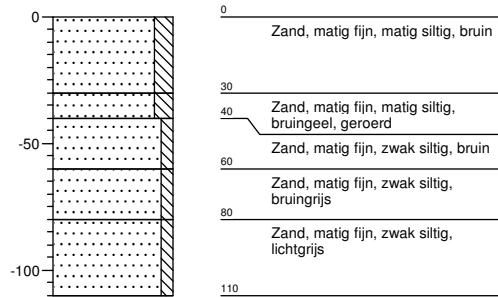 0
0
Zand, matig fijn, matig siltig, bruin
30
Zand, matig fijn, matig siltig,
bruingeel, geroerd
40
-50
Zand, matig fijn, zwak siltig, bruin
60
Zand, matig fijn, zwak siltig,
bruingrijs
80
Zand, matig fijn, zwak siltig,
lichtgrijs
-100
110